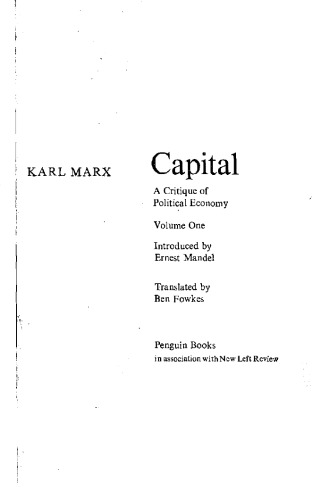 KARL MARX
Capital
A Critique of
Political Economy
Volume One
Introduced by
Ernest Mandel
Translated by
Ben Fowkes
Penguin Books
in association with New Left Review